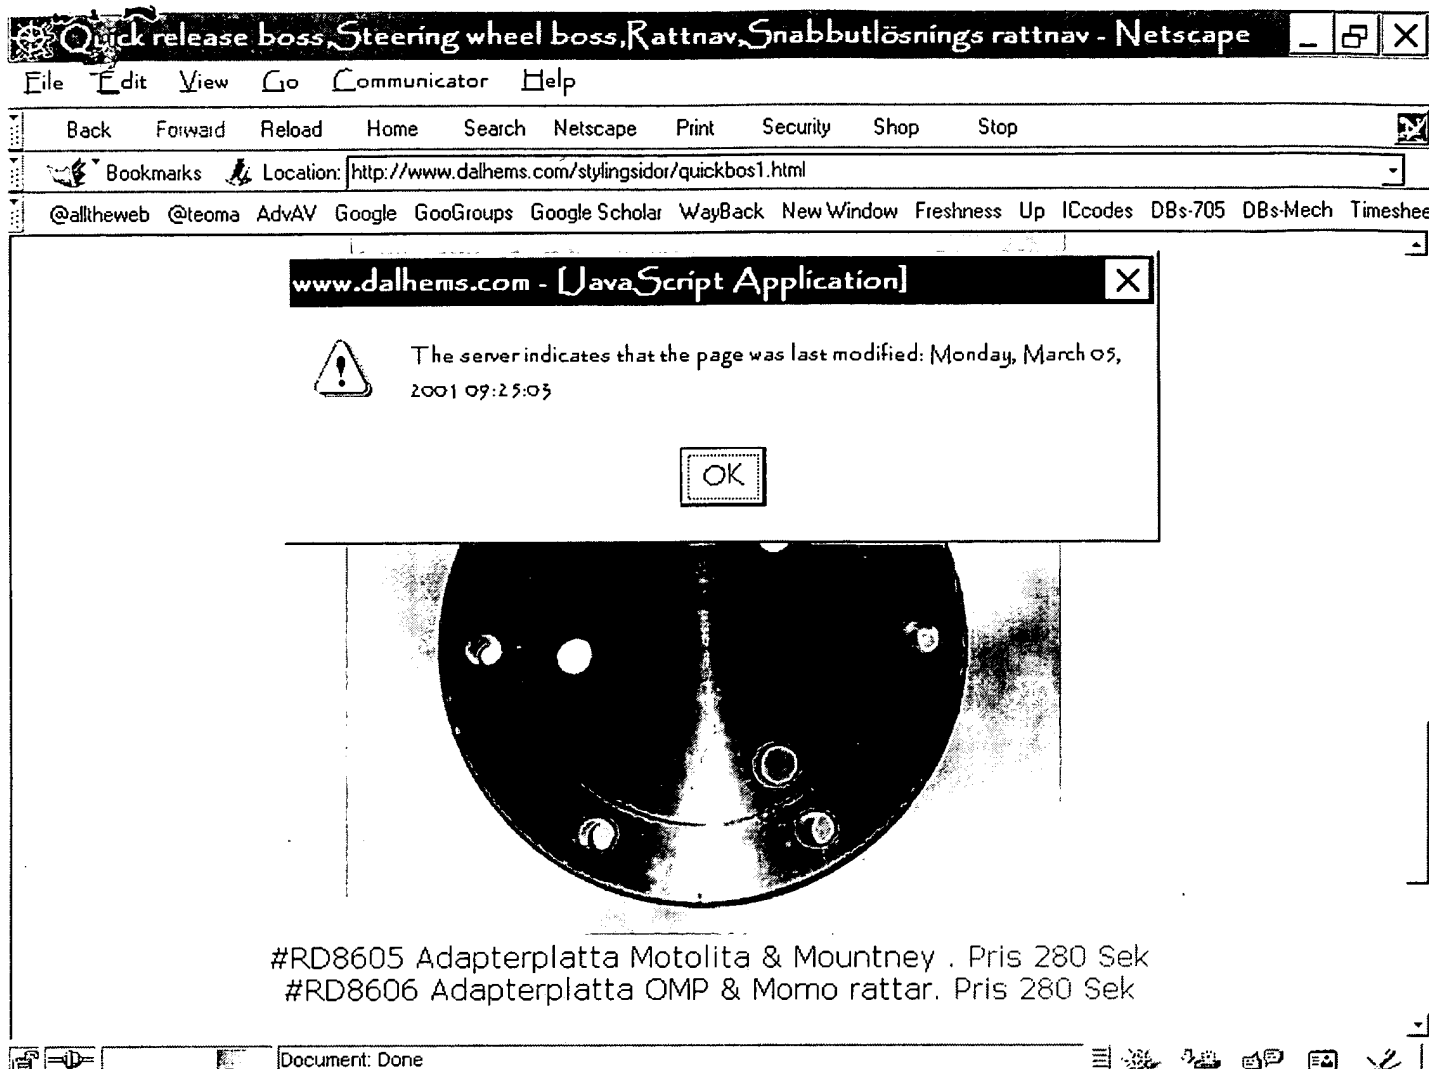 Quick release boss,Steering wheel boss,Rattnav,Snabbutlösnings rattnav - Netscape
File Edit View Go Communicator Help
Back Forward Reload Home Search Netscape Print Security Shop Stop
Bookmarks Location: http://www.dalhems.com/stylingsidor/quickbos1.html
@alltheweb @teoma AdvAV Google GooGroups Google Scholar WayBack New Window Freshness Up ICcodes DBs-705 DBs-Mech Timeshee
www.dalhems.com - [JavaScript Application]
The server indicates that the page was last modified: Monday, March 05,
2001 09:25:03
OK
#RD8605 Adapterplatta Motolita & Mountney . Pris 280 Sek
#RD8606 Adapterplatta OMP & Momo rattar. Pris 280 Sek
Document: Done